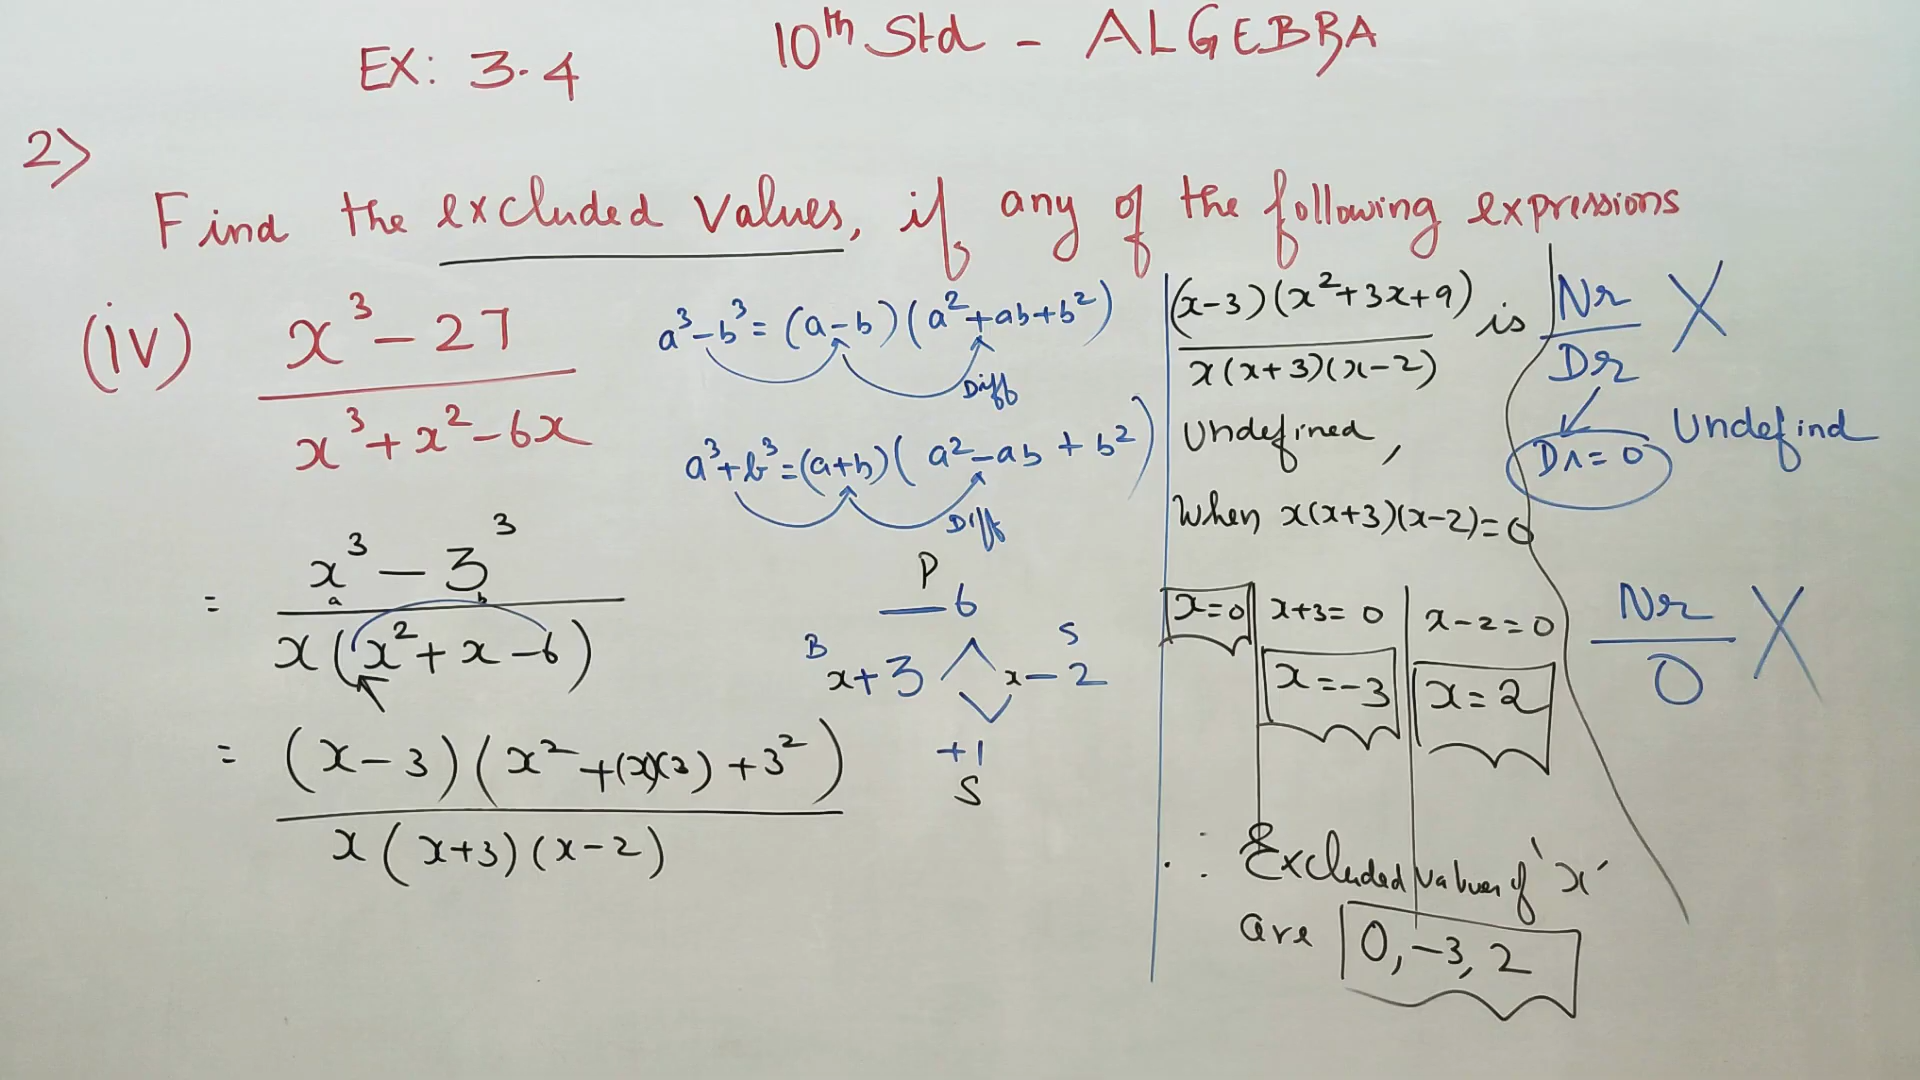 10th Std - ALGEBRA
EX: 3.4
2>
Find the excluded values, if any of the following expressions
(iv) x³-27
x³+x²-6x
= x³-3³
a b
x(x²+x-6)
= (x-3)(x²+(x)(3)+3²)
x(x+3)(x-2)
a³-b³=(a-b)(a²+ab+b²)
Diff
a³+b³=(a+b)(a²-ab+b²)
Diff
P
-6
B S
x+3 x-2
+1
S
(x-3)(x²+3x+9) is
x(x+3)(x-2)
Undefined,
When x(x+3)(x-2)=0
x=0 x+3=0 x-2=0
x=-3 x=2
∴ Excluded values of 'x'
are 0,-3,2
Nr X
Dr
Dr=0 Undefind
Nr X
0